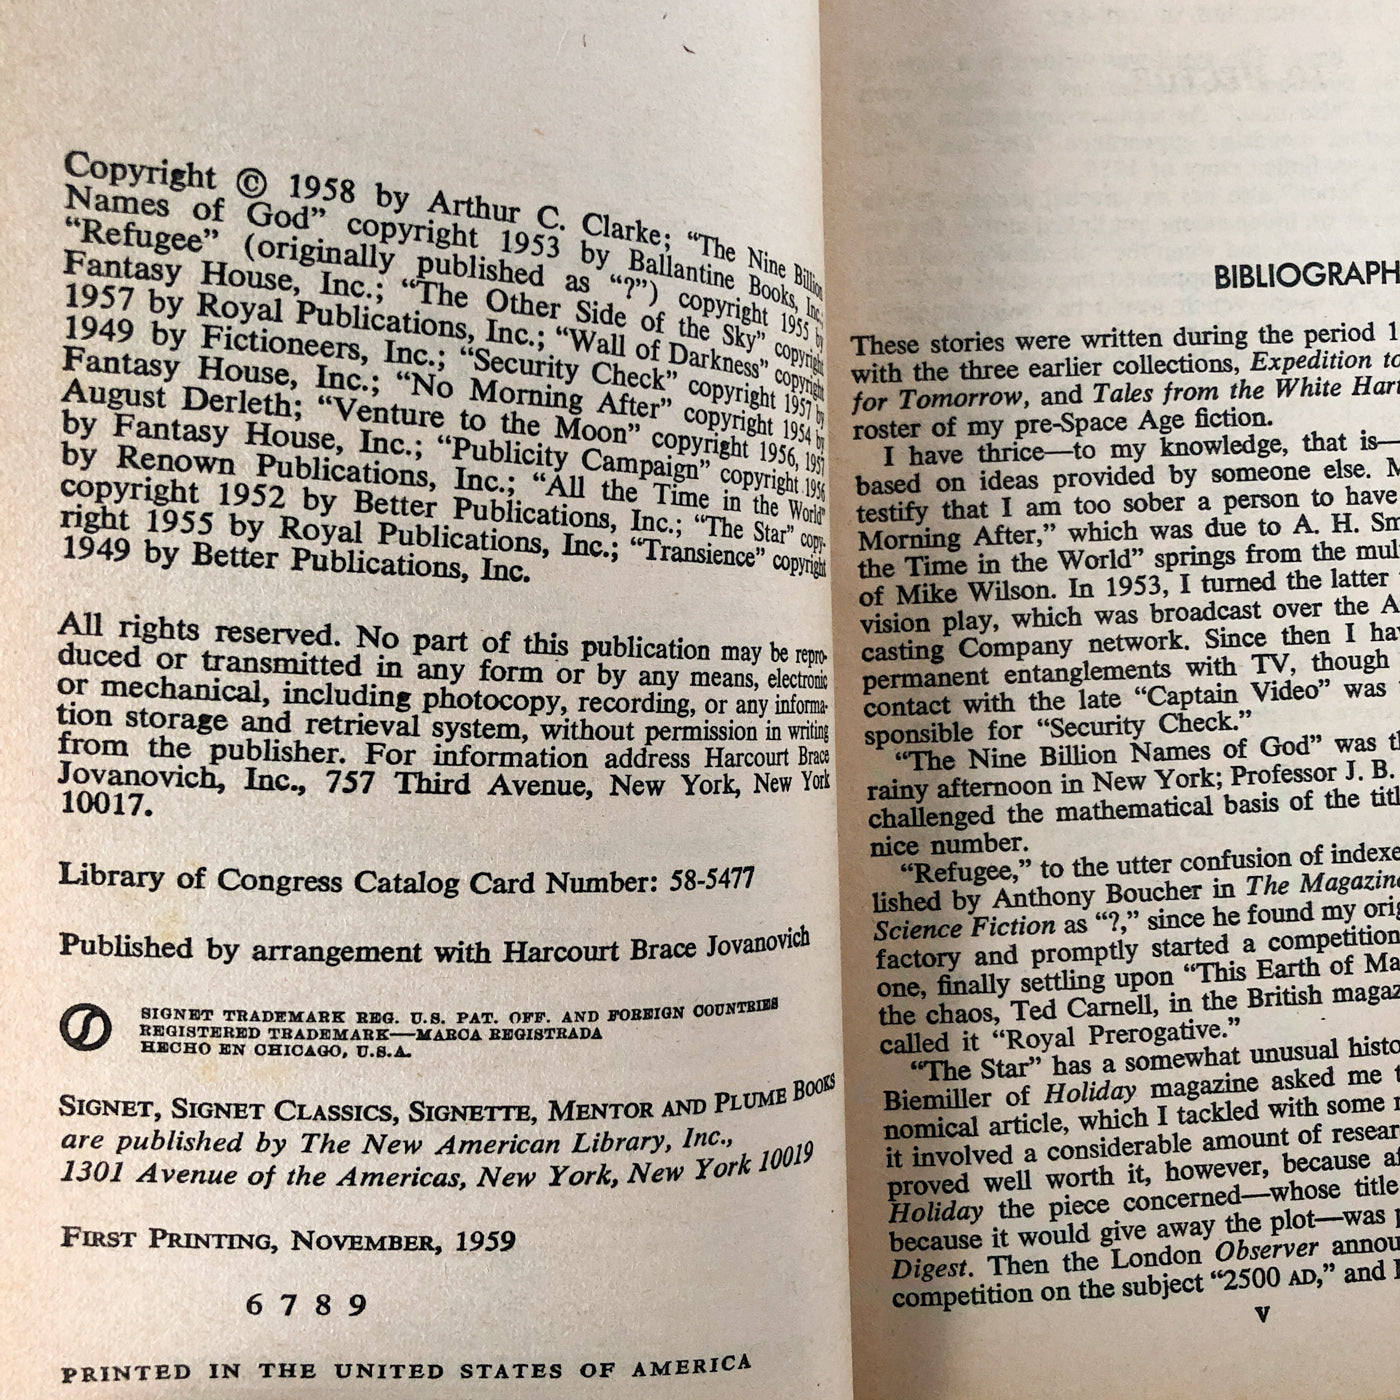 Copyright © 1958 by Arthur C. Clarke; “The Nine Billion
Names of God” copyright 1953 by Ballantine Books, Inc.
“Refugee” (originally published as “?”) copyright 1955 by
Fantasy House, Inc.; “The Other Side of the Sky” copyright
1957 by Royal Publications, Inc.; “Wall of Darkness” copyright
1949 by Fictioneers, Inc.; “Security Check” copyright 1957 by
Fantasy House, Inc.; “No Morning After” copyright 1954 by
August Derleth; “Venture to the Moon” copyright 1956, 1957
by Fantasy House, Inc.; “Publicity Campaign” copyright 1956
by Renown Publications, Inc.; “All the Time in the World”
copyright 1952 by Better Publications, Inc.; “The Star” copy-
right 1955 by Royal Publications, Inc.; “Transience” copyright
1949 by Better Publications, Inc.
All rights reserved. No part of this publication may be repro-
duced or transmitted in any form or by any means, electronic
or mechanical, including photocopy, recording, or any informa-
tion storage and retrieval system, without permission in writing
from the publisher. For information address Harcourt Brace
Jovanovich, Inc., 757 Third Avenue, New York, New York
10017.
Library of Congress Catalog Card Number: 58-5477
Published by arrangement with Harcourt Brace Jovanovich
SIGNET TRADEMARK REG. U.S. PAT. OFF. AND FOREIGN COUNTRIES
REGISTERED TRADEMARK—MARCA REGISTRADA
HECHO EN CHICAGO, U.S.A.
SIGNET, SIGNET CLASSICS, SIGNETTE, MENTOR AND PLUME BOOKS
are published by The New American Library, Inc.,
1301 Avenue of the Americas, New York, New York 10019
FIRST PRINTING, NOVEMBER, 1959
6 7 8 9
PRINTED IN THE UNITED STATES OF AMERICA
BIBLIOGRAPH
These stories were written during the period 1
with the three earlier collections, Expedition to
for Tomorrow, and Tales from the White Hart
roster of my pre-Space Age fiction.
I have thrice—to my knowledge, that is—
based on ideas provided by someone else. M
testify that I am too sober a person to have
Morning After,” which was due to A. H. Sm
the Time in the World” springs from the mul
of Mike Wilson. In 1953, I turned the latter
vision play, which was broadcast over the A
casting Company network. Since then I hav
permanent entanglements with TV, though
contact with the late “Captain Video” was
sponsible for “Security Check.”
“The Nine Billion Names of God” was th
rainy afternoon in New York; Professor J. B.
challenged the mathematical basis of the titl
nice number.
“Refugee,” to the utter confusion of indexe
lished by Anthony Boucher in The Magazine
Science Fiction as “?,” since he found my orig
factory and promptly started a competition
one, finally settling upon “This Earth of Ma
the chaos, Ted Carnell, in the British magaz
called it “Royal Prerogative.”
“The Star” has a somewhat unusual histo
Biemiller of Holiday magazine asked me t
nomical article, which I tackled with some r
it involved a considerable amount of resear
proved well worth it, however, because af
Holiday the piece concerned—whose title
because it would give away the plot—was p
Digest. Then the London Observer annou
competition on the subject “2500 AD,” and I
v